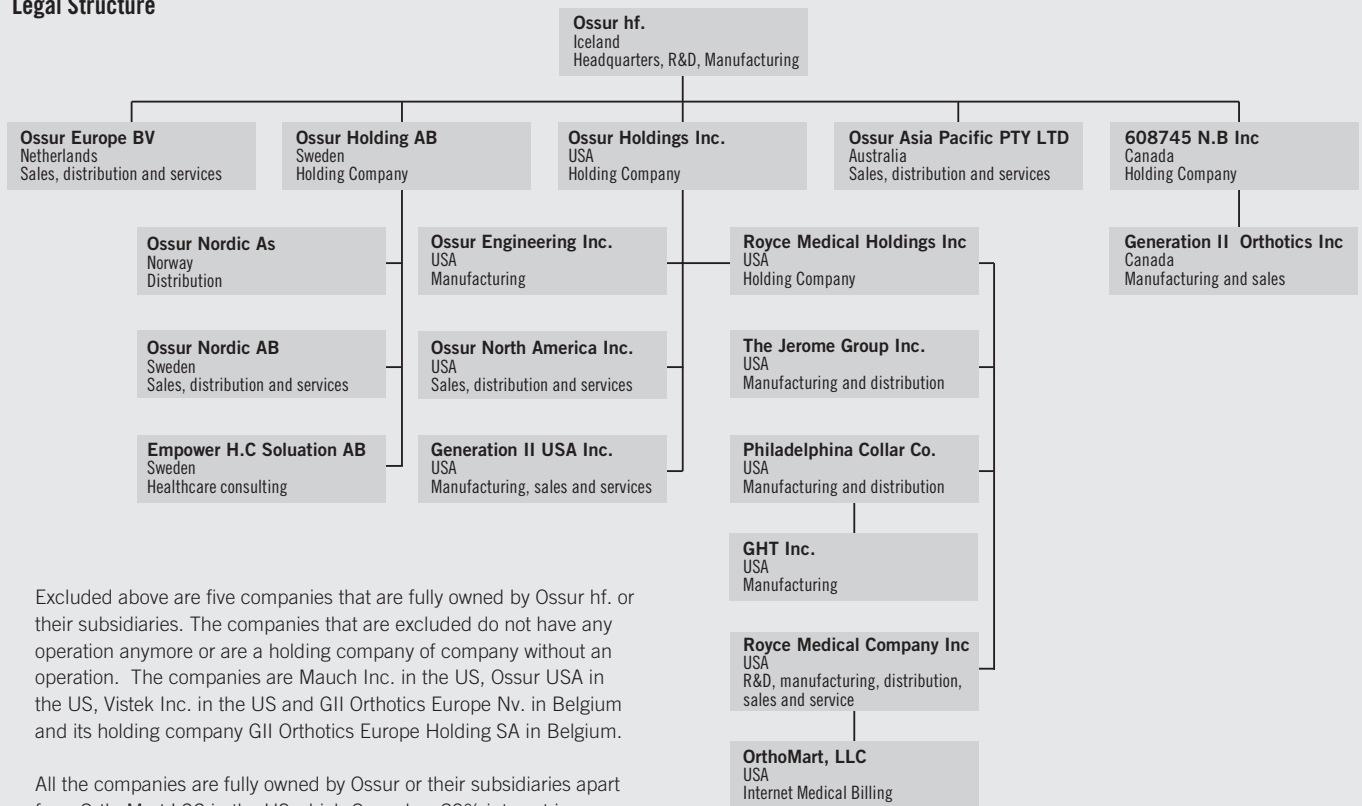 Legal Structure
Ossur hf.
Iceland
Headquarters, R&D, Manufacturing
Ossur Europe BV
Netherlands
Sales, distribution and services
Ossur Holding AB
Sweden
Holding Company
Ossur Holdings Inc.
USA
Holding Company
Ossur Asia Pacific PTY LTD
Australia
Sales, distribution and services
608745 N.B Inc
Canada
Holding Company
Ossur Nordic As
Norway
Distribution
Ossur Engineering Inc.
USA
Manufacturing
Royce Medical Holdings Inc
USA
Holding Company
Generation II Orthotics Inc
Canada
Manufacturing and sales
Ossur Nordic AB
Sweden
Sales, distribution and services
Ossur North America Inc.
USA
Sales, distribution and services
The Jerome Group Inc.
USA
Manufacturing and distribution
Empower H.C Soluation AB
Sweden
Healthcare consulting
Generation II USA Inc.
USA
Manufacturing, sales and services
Philadelphina Collar Co.
USA
Manufacturing and distribution
GHT Inc.
USA
Manufacturing
Royce Medical Company Inc
USA
R&D, manufacturing, distribution,
sales and service
OrthoMart, LLC
USA
Internet Medical Billing
Excluded above are five companies that are fully owned by Ossur hf. or
their subsidiaries. The companies that are excluded do not have any
operation anymore or are a holding company of company without an
operation. The companies are Mauch Inc. in the US, Ossur USA in
the US, Vistek Inc. in the US and GII Orthotics Europe Nv. in Belgium
and its holding company GII Orthotics Europe Holding SA in Belgium.
All the companies are fully owned by Ossur or their subsidiaries apart